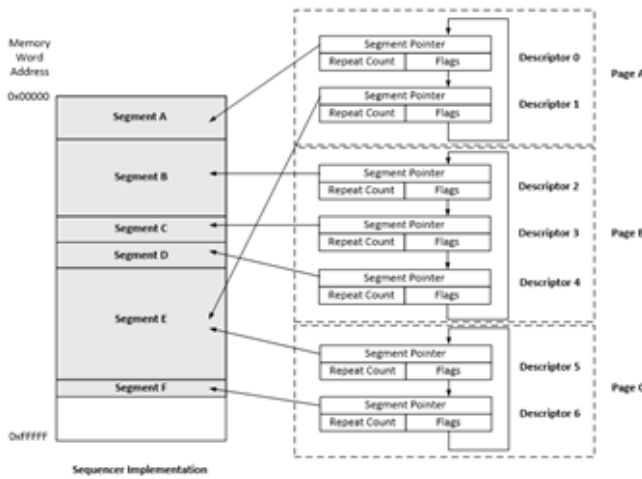 Memory
Word
Address
0x00000
Segment A
Segment B
Segment C
Segment D
Segment E
Segment F
0xFFFFF
Sequencer Implementation
Segment Pointer
Repeat Count Flags
Descriptor 0
Segment Pointer
Repeat Count Flags
Descriptor 1
Page A
Segment Pointer
Repeat Count Flags
Descriptor 2
Segment Pointer
Repeat Count Flags
Descriptor 3
Segment Pointer
Repeat Count Flags
Descriptor 4
Page B
Segment Pointer
Repeat Count Flags
Descriptor 5
Segment Pointer
Repeat Count Flags
Descriptor 6
Page C